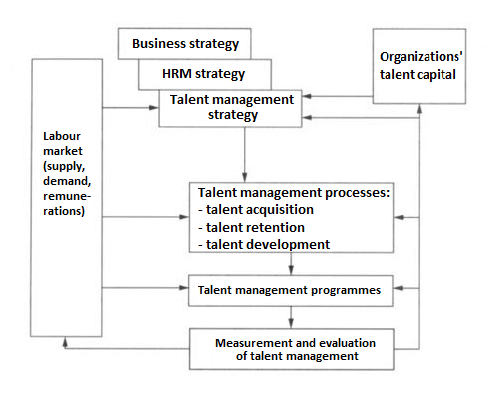 Business strategy
HRM strategy
Talent management
strategy
Organizations'
talent capital
Labour
market
(supply,
demand,
remune-
rations)
Talent management processes:
- talent acquisition
- talent retention
- talent development
Talent management programmes
Measurement and evaluation
of talent management